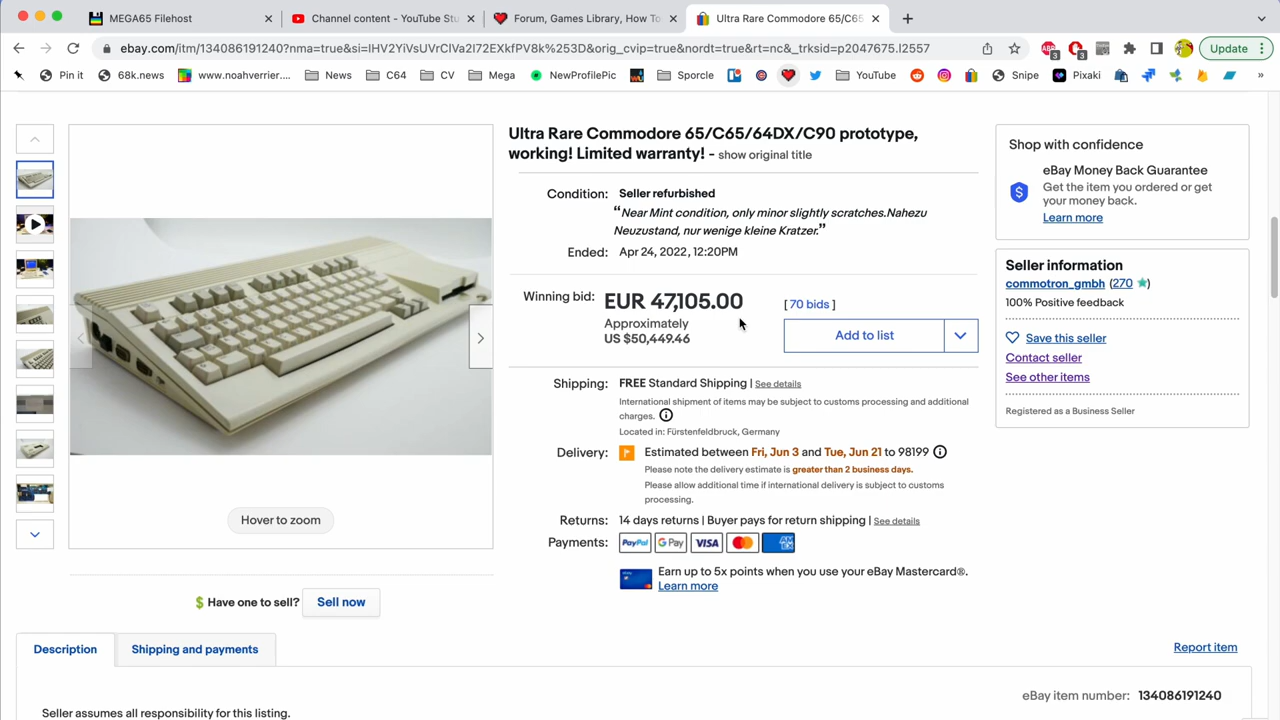 MEGA65 Filehost
Channel content - YouTube Stu
Forum, Games Library, How To
Ultra Rare Commodore 65/C65
ebay.com/itm/134086191240?nma=true&si=IHV2YiVsUVrClVa2I72EXkfPV8k%253D&orig_cvip=true&nordt=true&rt=nc&_trksid=p2047675.l2557
3
3
Update
Pin it
68k.news
www.noahverrier....
News
C64
CV
Mega
NewProfilePic
Sporcle
YouTube
Snipe
Pixaki
»
Ultra Rare Commodore 65/C65/64DX/C90 prototype,
working! Limited warranty! - show original title
Condition: Seller refurbished
“Near Mint condition, only minor slightly scratches.Nahezu
Neuzustand, nur wenige kleine Kratzer.”
Ended: Apr 24, 2022, 12:20PM
Winning bid: EUR 47,105.00 [ 70 bids ]
Approximately
US $50,449.46
Add to list
Shipping: FREE Standard Shipping | See details
International shipment of items may be subject to customs processing and additional
charges.
Located in: Fürstenfeldbruck, Germany
Delivery: Estimated between Fri, Jun 3 and Tue, Jun 21 to 98199
Please note the delivery estimate is greater than 2 business days.
Please allow additional time if international delivery is subject to customs
processing.
Returns: 14 days returns | Buyer pays for return shipping | See details
Payments: PayPal G Pay VISA
Earn up to 5x points when you use your eBay Mastercard®.
Learn more
Shop with confidence
eBay Money Back Guarantee
Get the item you ordered or get
your money back.
Learn more
Seller information
commotron_gmbh (270 )
100% Positive feedback
Save this seller
Contact seller
See other items
Registered as a Business Seller
Hover to zoom
Have one to sell? Sell now
Description
Shipping and payments
Report item
eBay item number: 134086191240
Seller assumes all responsibility for this listing.